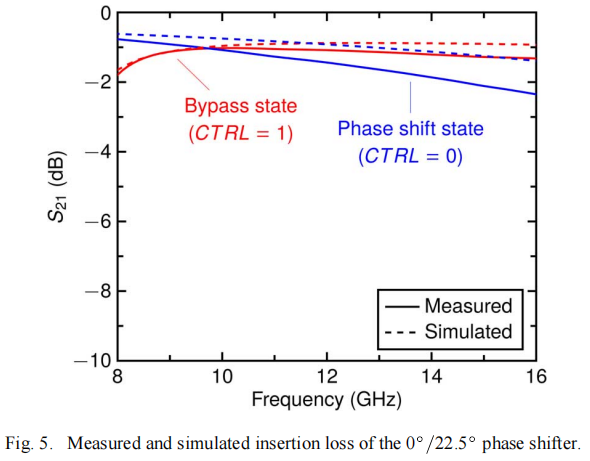 0
−2
−4
−6
−8
−10
S21 (dB)
Bypass state
(CTRL = 1)
Phase shift state
(CTRL = 0)
Measured
Simulated
8 10 12 14 16
Frequency (GHz)
Fig. 5. Measured and simulated insertion loss of the 0°/22.5° phase shifter.